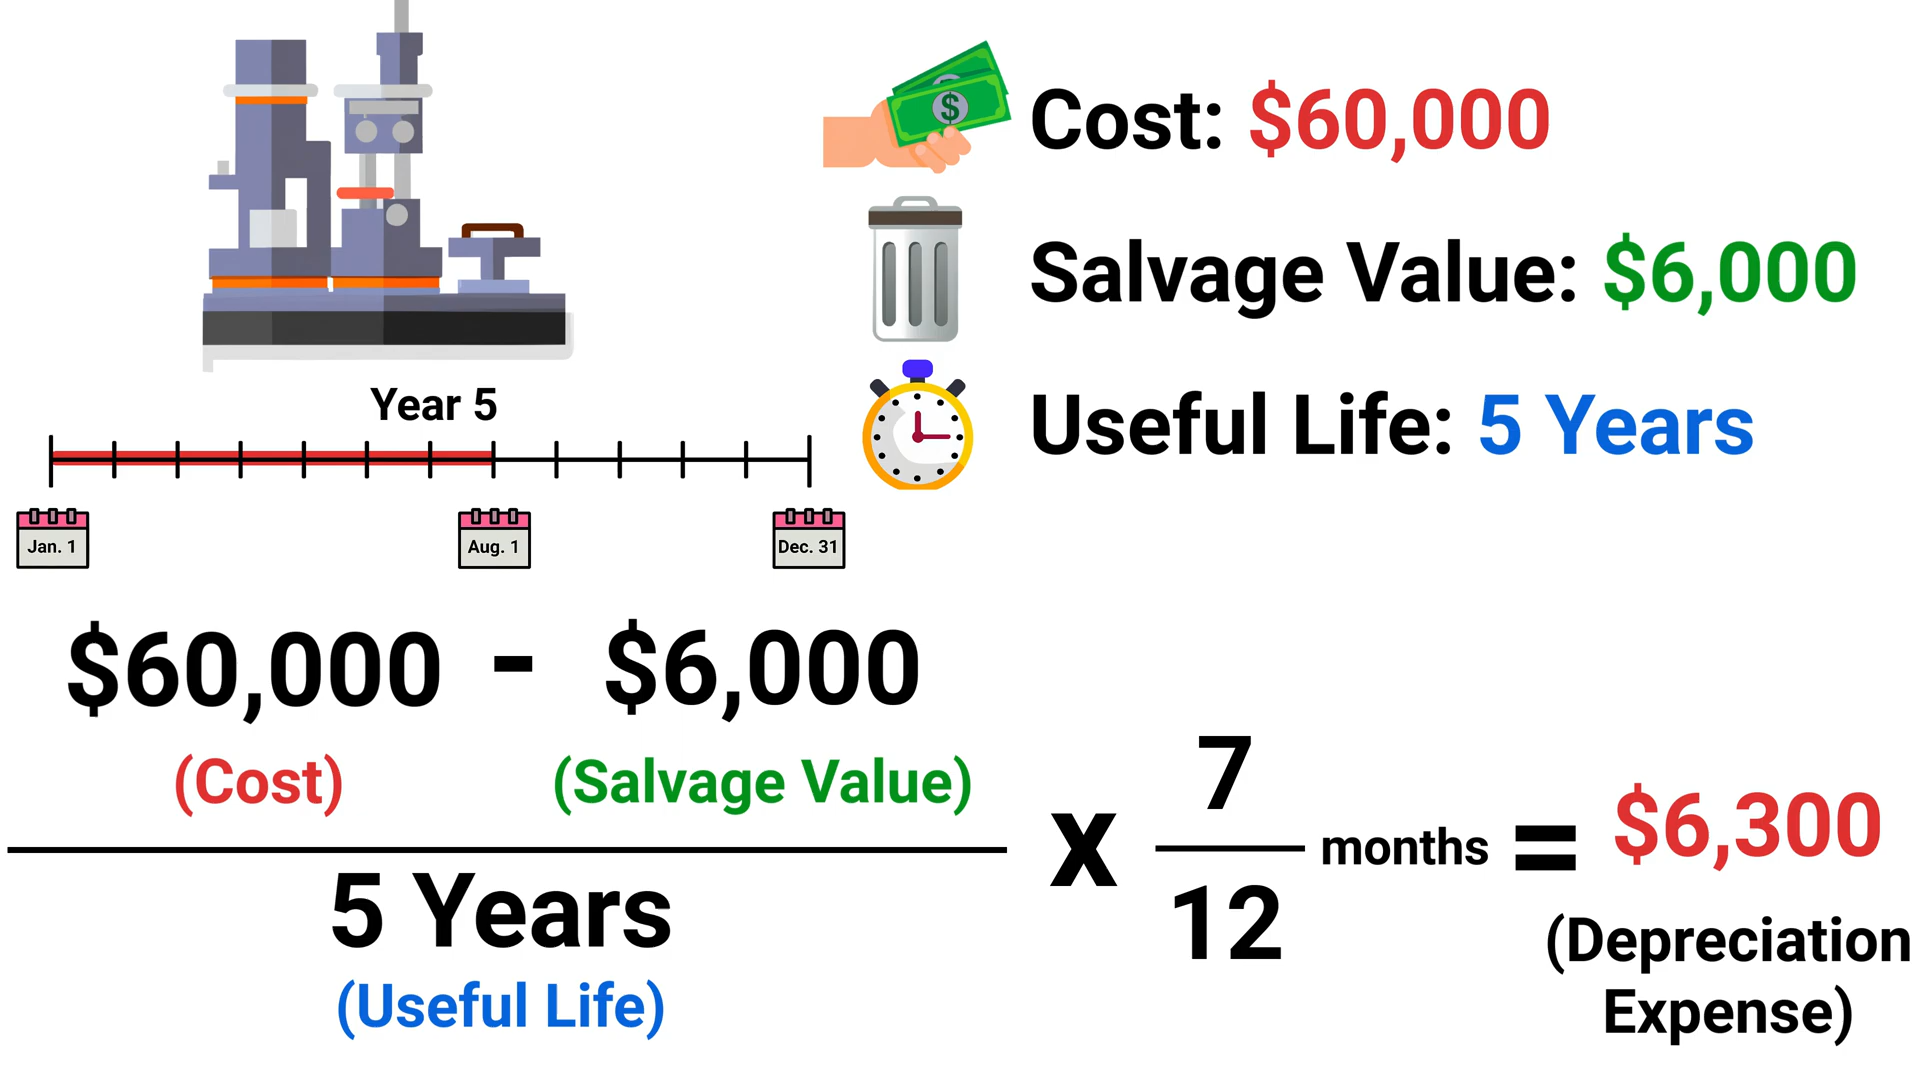 Cost: $60,000
Salvage Value: $6,000
Useful Life: 5 Years
Year 5
Jan. 1
Aug. 1
Dec. 31
$60,000 - $6,000
(Cost) (Salvage Value)
5 Years
(Useful Life)
x 7
12
months = $6,300
(Depreciation
Expense)
$